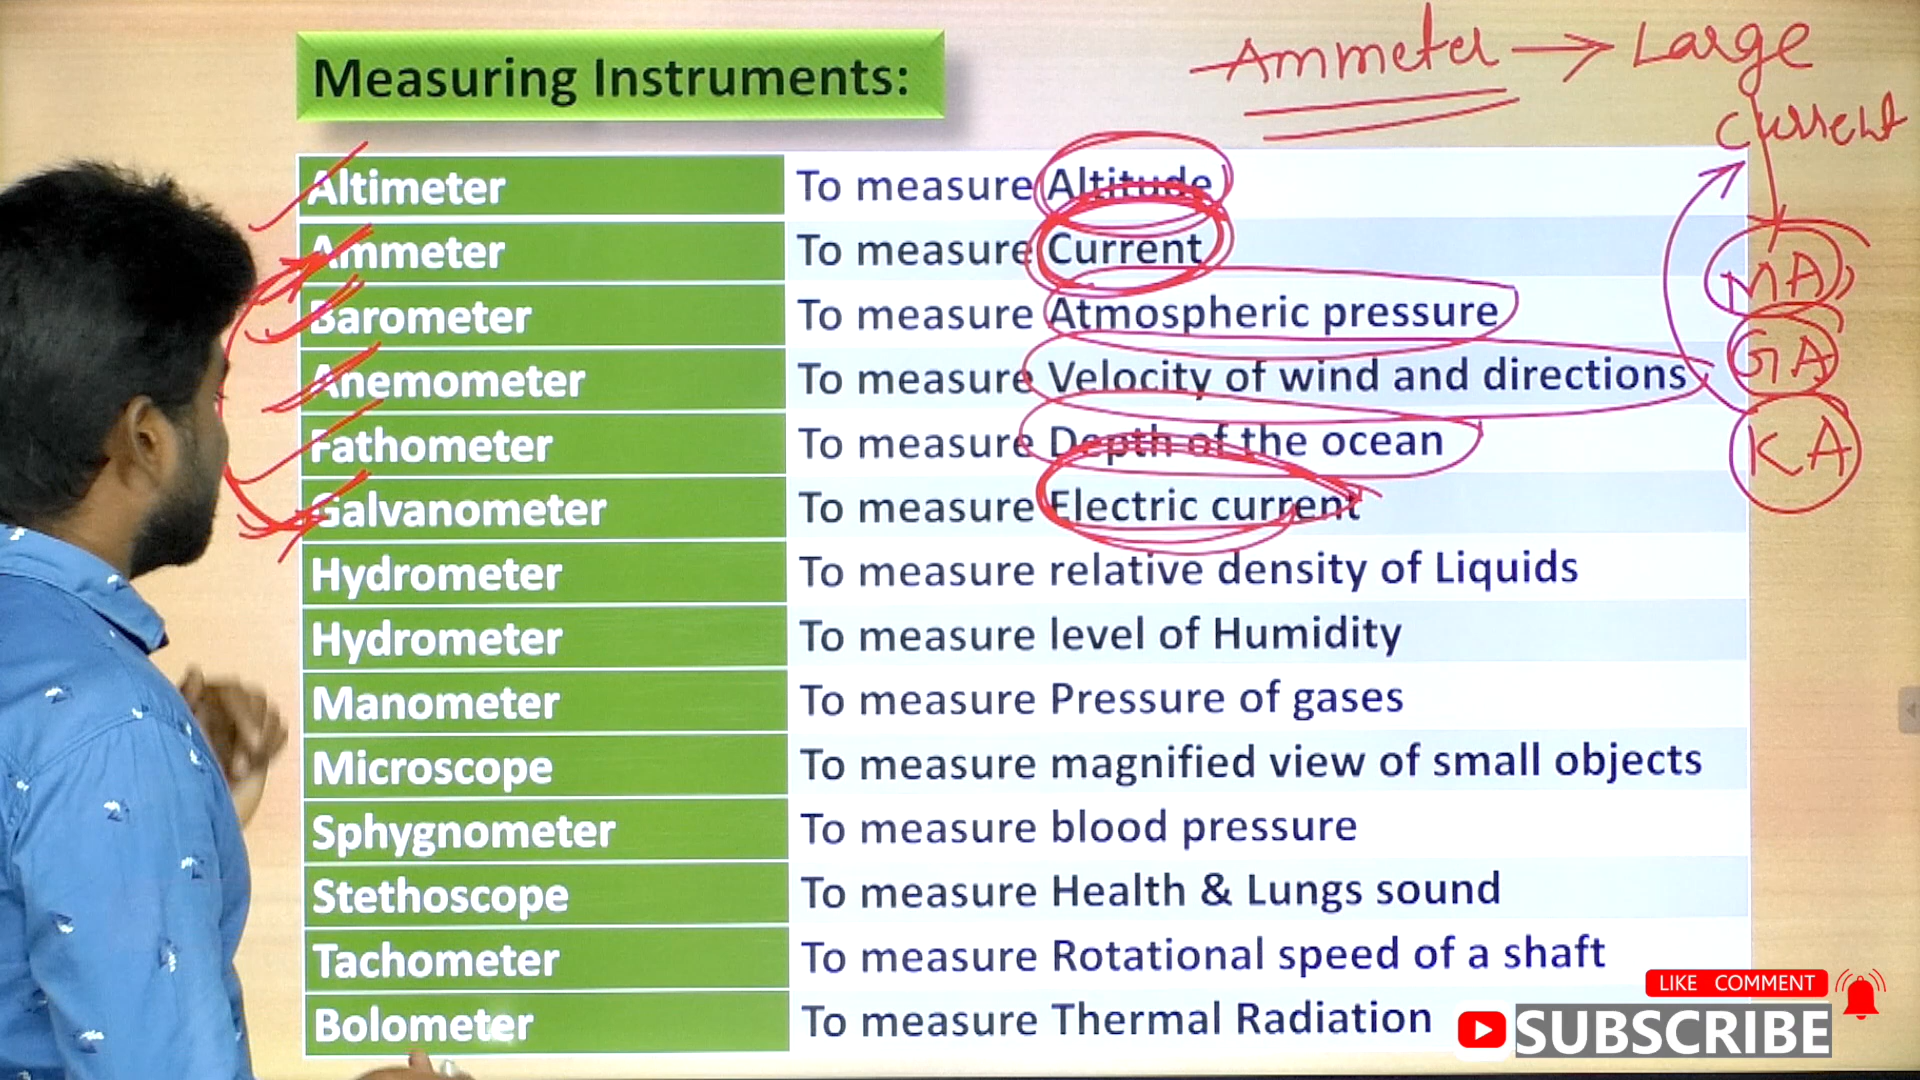 Measuring Instruments:
Ammeter → Large
current
MA
GA
KA
Altimeter To measure Altitude
Ammeter To measure Current
Barometer To measure Atmospheric pressure
Anemometer To measure Velocity of wind and directions
Fathometer To measure Depth of the ocean
Galvanometer To measure Electric current
Hydrometer To measure relative density of Liquids
Hydrometer To measure level of Humidity
Manometer To measure Pressure of gases
Microscope To measure magnified view of small objects
Sphygnometer To measure blood pressure
Stethoscope To measure Health & Lungs sound
Tachometer To measure Rotational speed of a shaft
Bolometer To measure Thermal Radiation
LIKE COMMENT
SUBSCRIBE